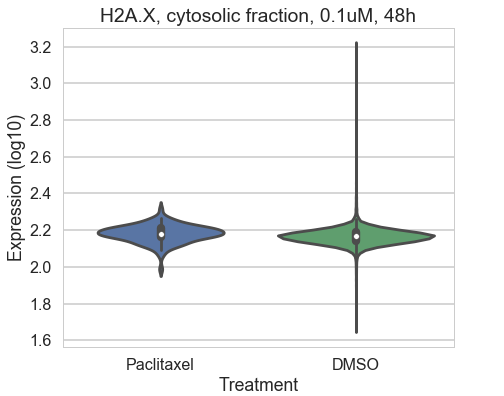 H2A.X, cytosolic fraction, 0.1uM, 48h
3.2
3.0
2.8
2.6
2.4
2.2
2.0
1.8
1.6
Expression (log10)
Paclitaxel DMSO
Treatment